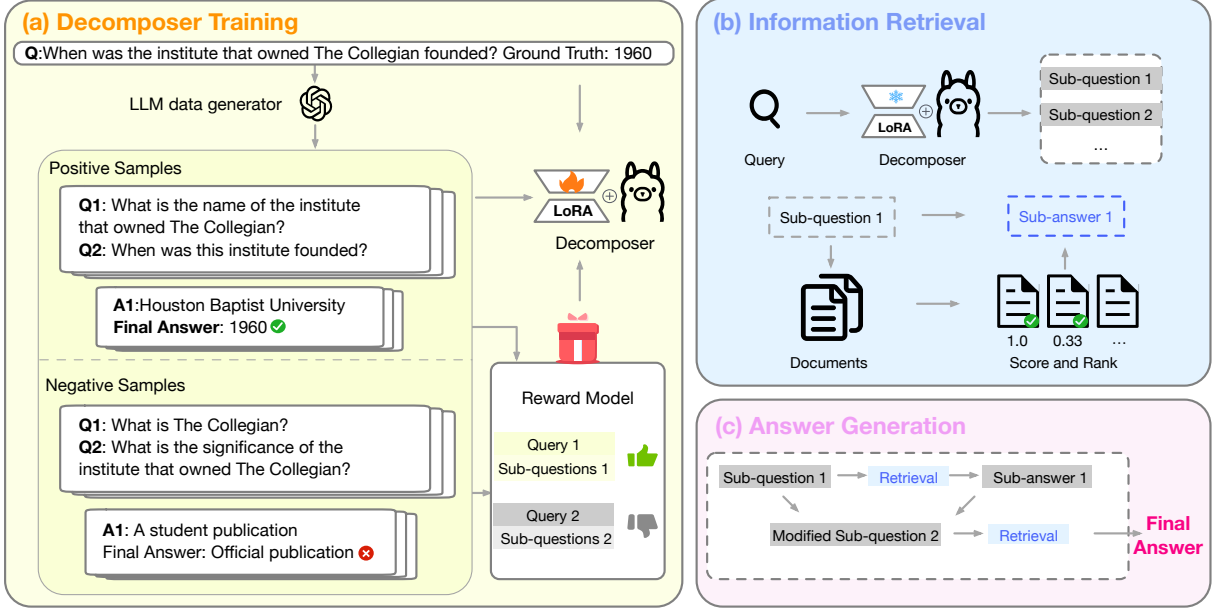 (a) Decomposer Training
Q:When was the institute that owned The Collegian founded? Ground Truth: 1960
LLM data generator
Positive Samples
Q1: What is the name of the institute
that owned The Collegian?
Q2: When was this institute founded?
A1:Houston Baptist University
Final Answer: 1960
Negative Samples
Q1: What is The Collegian?
Q2: What is the significance of the
institute that owned The Collegian?
A1: A student publication
Final Answer: Official publication
LoRA
Decomposer
Reward Model
Query 1
Sub-questions 1
Query 2
Sub-questions 2
(b) Information Retrieval
Query
LoRA
Decomposer
Sub-question 1
Sub-question 2
...
Sub-question 1
Sub-answer 1
Documents
1.0
0.33
...
Score and Rank
(c) Answer Generation
Sub-question 1
Retrieval
Sub-answer 1
Modified Sub-question 2
Retrieval
Final
Answer